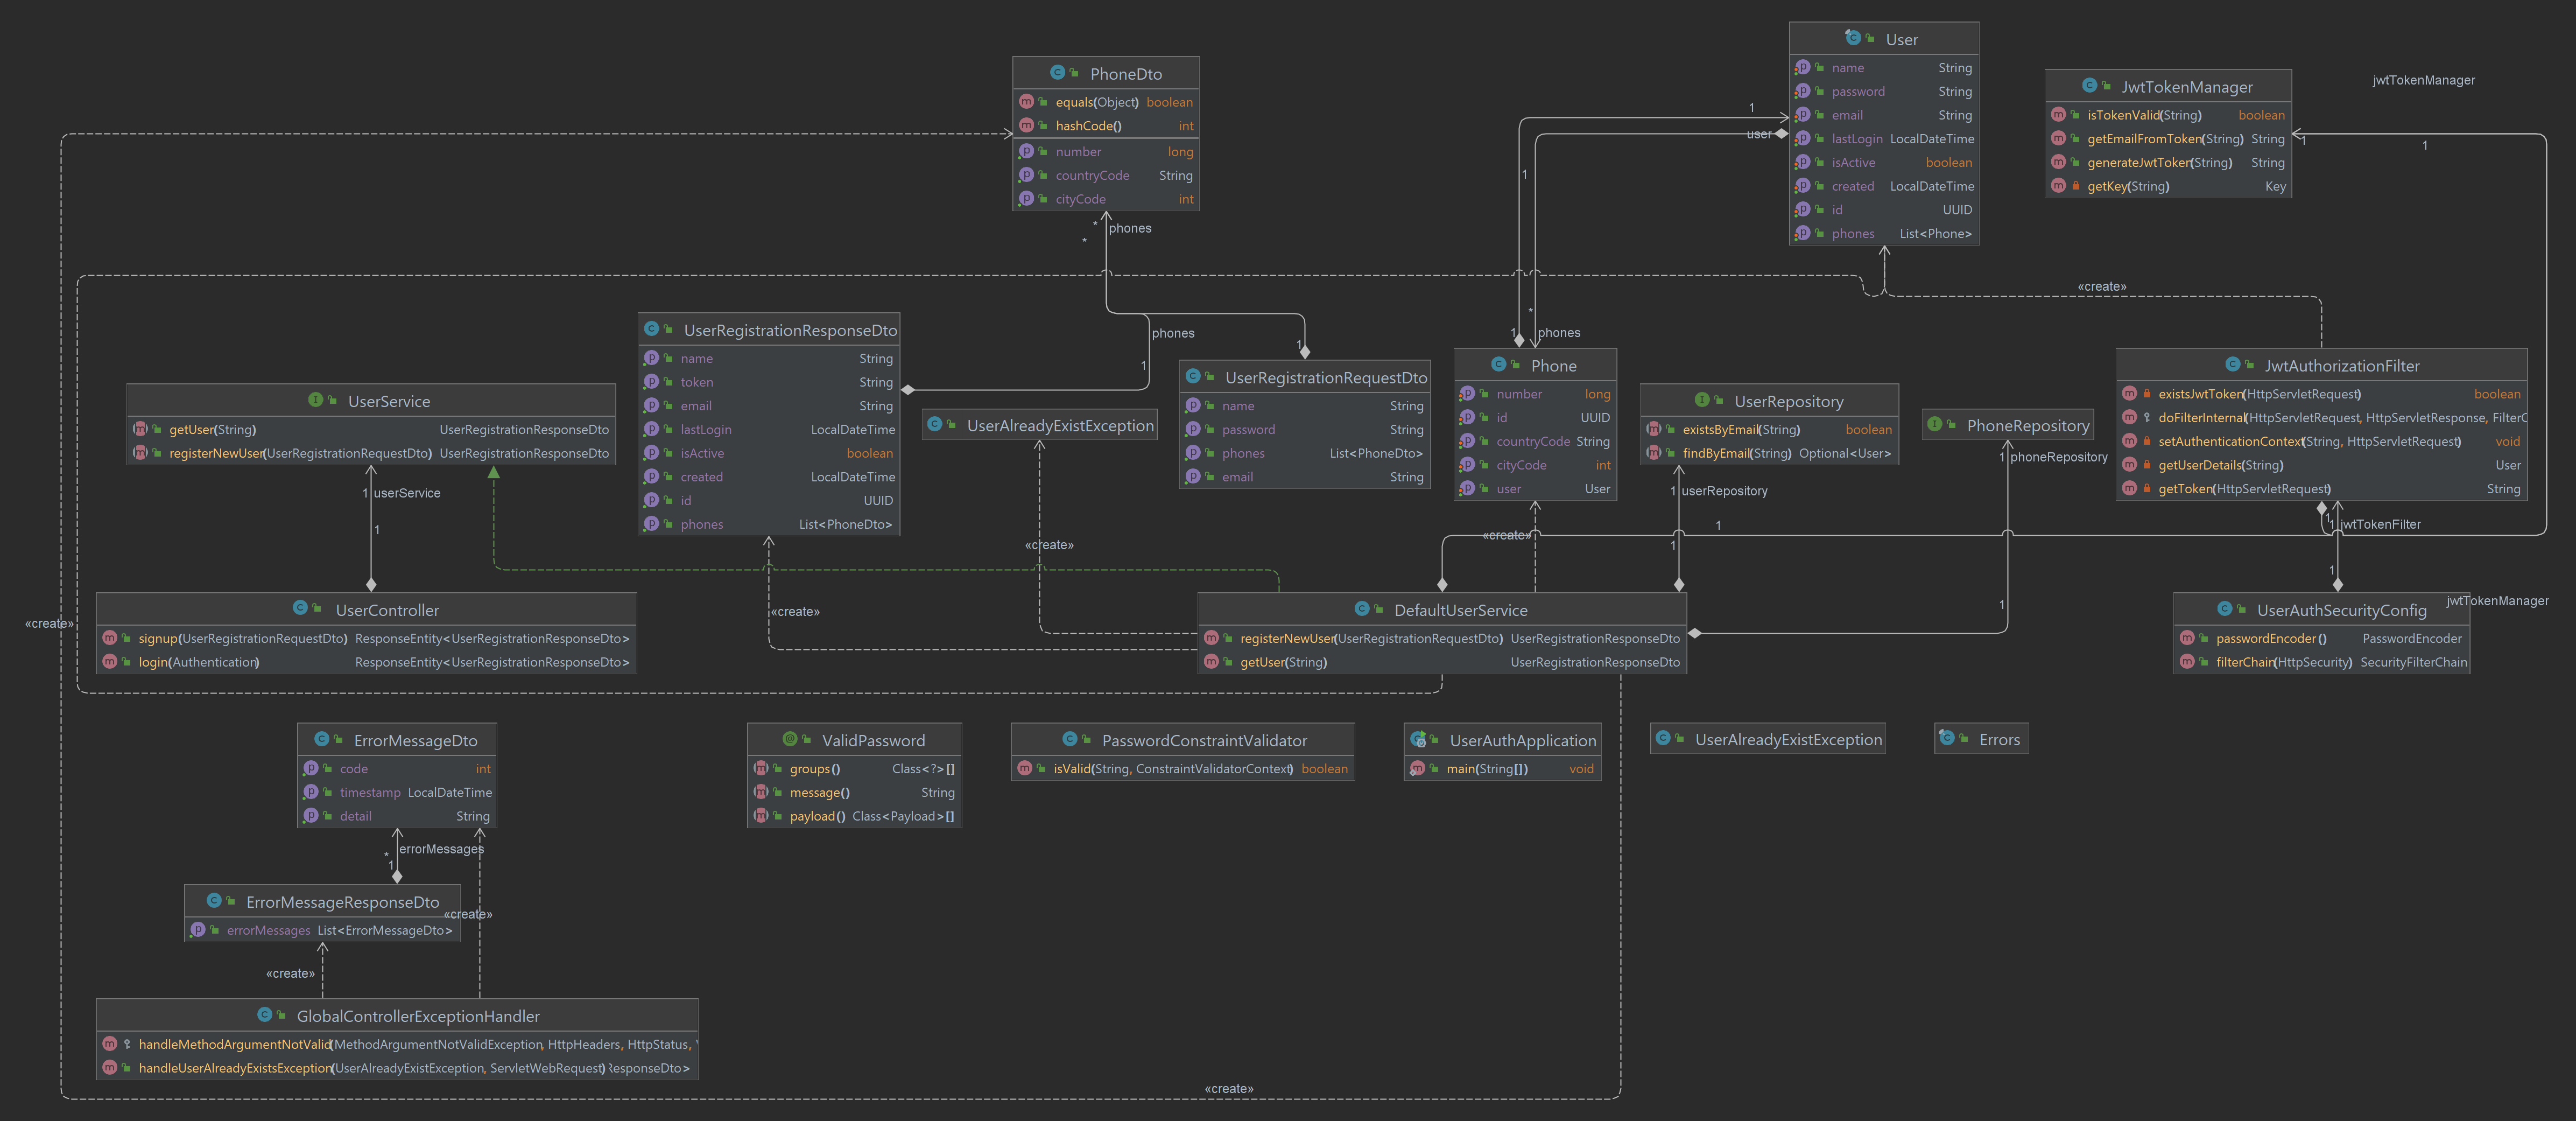 User
name String
password String
email String
lastLogin LocalDateTime
isActive boolean
created LocalDateTime
id UUID
phones List<Phone>
PhoneDto
equals(Object) boolean
hashCode() int
number long
countryCode String
cityCode int
JwtTokenManager
isTokenValid(String) boolean
getEmailFromToken(String) String
generateJwtToken(String) String
getKey(String) Key
jwtTokenManager
1
user
1
1
1
*
*
phones
1
«create»
UserRegistrationResponseDto
name String
token String
email String
lastLogin LocalDateTime
isActive boolean
created LocalDateTime
id UUID
phones List<PhoneDto>
phones
1
1
UserRegistrationRequestDto
name String
password String
phones List<PhoneDto>
email String
*
1
phones
Phone
number long
id UUID
countryCode String
cityCode int
user User
JwtAuthorizationFilter
existsJwtToken(HttpServletRequest) boolean
doFilterInternal(HttpServletRequest, HttpServletResponse, FilterC
setAuthenticationContext(String, HttpServletRequest) void
getUserDetails(String) User
getToken(HttpServletRequest) String
UserService
getUser(String) UserRegistrationResponseDto
registerNewUser(UserRegistrationRequestDto) UserRegistrationResponseDto
UserAlreadyExistException
UserRepository
existsByEmail(String) boolean
findByEmail(String) Optional<User>
PhoneRepository
1 phoneRepository
1 userService
1
1 userRepository
1
1
«create»
«create»
1
1 jwtTokenFilter
1
UserController
signup(UserRegistrationRequestDto) ResponseEntity<UserRegistrationResponseDto>
login(Authentication) ResponseEntity<UserRegistrationResponseDto>
«create»
«create»
DefaultUserService
registerNewUser(UserRegistrationRequestDto) UserRegistrationResponseDto
getUser(String) UserRegistrationResponseDto
1
UserAuthSecurityConfig
passwordEncoder() PasswordEncoder
filterChain(HttpSecurity) SecurityFilterChain
jwtTokenManager
ErrorMessageDto
code int
timestamp LocalDateTime
detail String
ValidPassword
groups() Class<?>[]
message() String
payload() Class<Payload>[]
PasswordConstraintValidator
isValid(String, ConstraintValidatorContext) boolean
UserAuthApplication
main(String[]) void
UserAlreadyExistException
Errors
*
errorMessages
1
ErrorMessageResponseDto
errorMessages List<ErrorMessageDto>
«create»
«create»
GlobalControllerExceptionHandler
handleMethodArgumentNotValid(MethodArgumentNotValidException, HttpHeaders, HttpStatus,
handleUserAlreadyExistsException(UserAlreadyExistException, ServletWebRequest) ResponseDto>
«create»